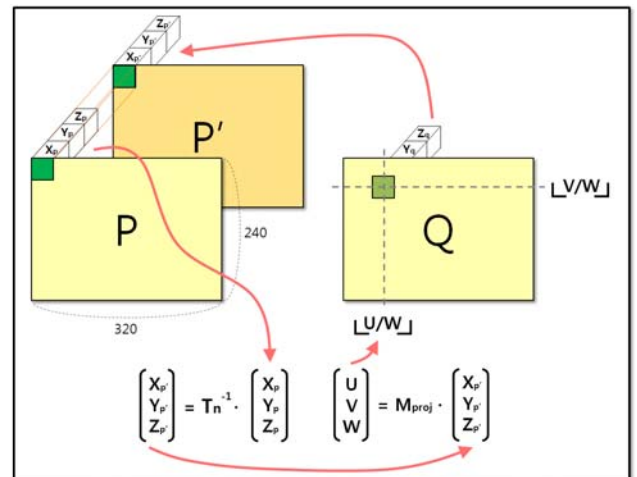 Zp'
Yp'
Xp'
Zp
Yp
Xp
P'
P
240
320
Zq
Yq
Q
⌊V/W⌋
⌊U/W⌋
[Xp' Yp' Zp'] = Tn⁻¹ · [Xp Yp Zp]
[U V W] = Mproj · [Xp' Yp' Zp']